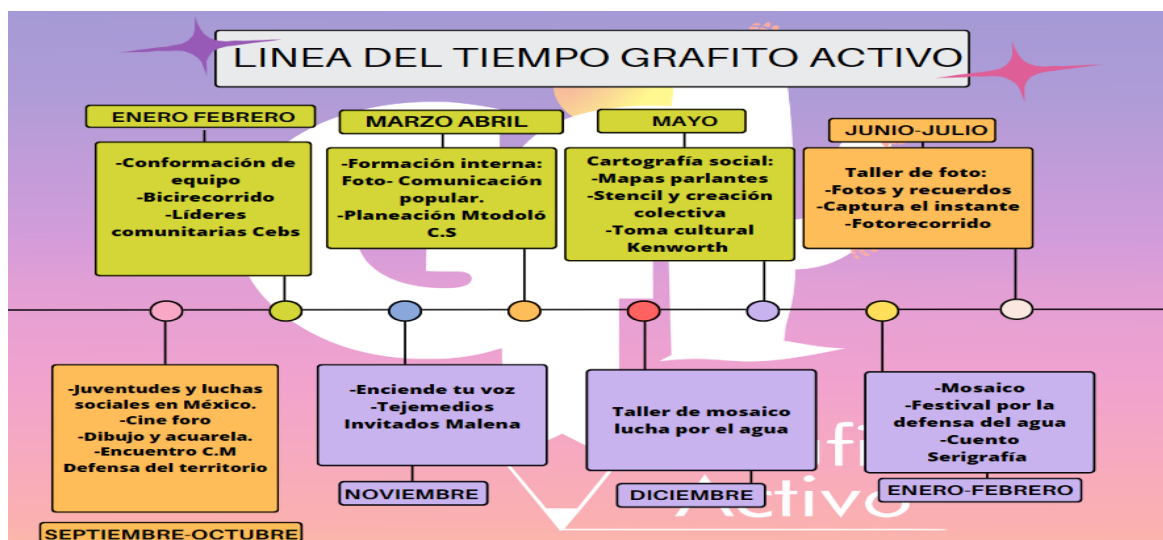 LINEA DEL TIEMPO GRAFITO ACTIVO
ENERO FEBRERO
-Conformación de
equipo
-Bicirecorrido
-Líderes
comunitarias Cebs
MARZO ABRIL
-Formación interna:
Foto- Comunicación
popular.
-Planeación Mtodoló
C.S
MAYO
Cartografía social:
-Mapas parlantes
-Stencil y creación
colectiva
-Toma cultural
Kenworth
JUNIO-JULIO
Taller de foto:
-Fotos y recuerdos
-Captura el instante
-Fotorecorrido
-Juventudes y luchas
sociales en México.
-Cine foro
-Dibujo y acuarela.
-Encuentro C.M
Defensa del territorio
SEPTIEMBRE-OCTUBRE
-Enciende tu voz
-Tejemedios
Invitados Malena
NOVIEMBRE
Taller de mosaico
lucha por el agua
DICIEMBRE
-Mosaico
-Festival por la
defensa del agua
-Cuento
Serigrafía
ENERO-FEBRERO
Activo